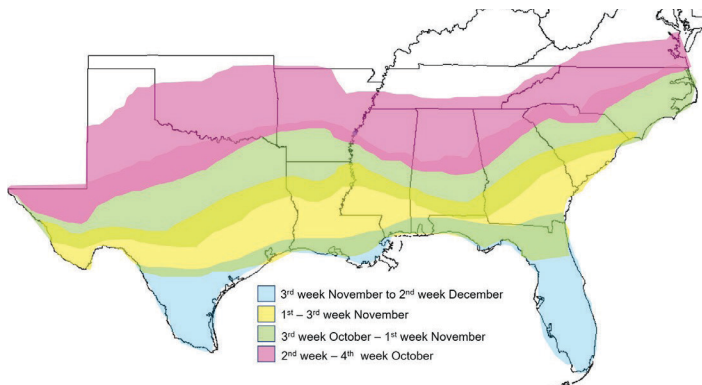 3rd week November to 2nd week December
1st – 3rd week November
3rd week October – 1st week November
2nd week – 4th week October